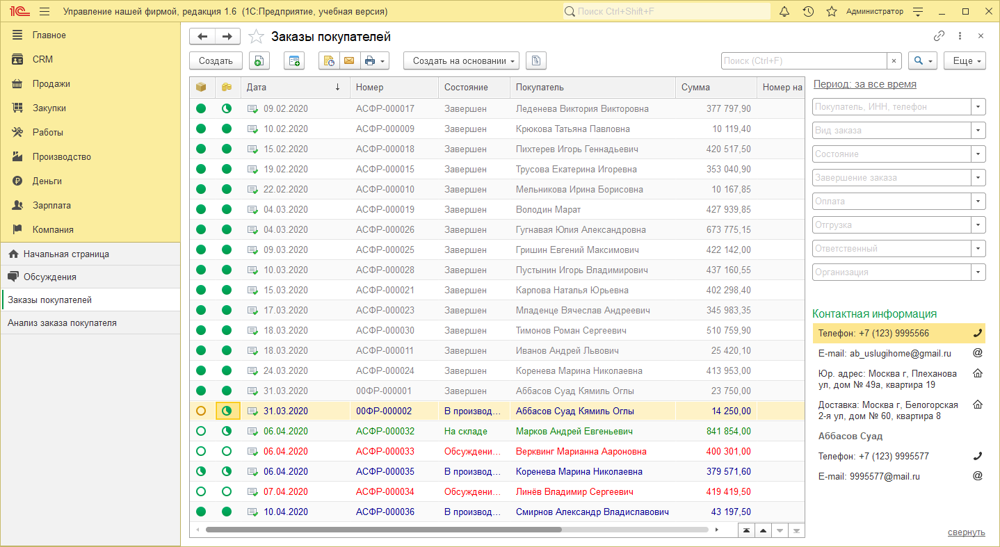 1С Управление нашей фирмой, редакция 1.6 (1С:Предприятие, учебная версия) Поиск Ctrl+Shift+F Администратор
Главное
CRM
Продажи
Закупки
Работы
Производство
Деньги
Зарплата
Компания
Начальная страница
Обсуждения
Заказы покупателей
Анализ заказа покупателя
Заказы покупателей
Создать Создать на основании Поиск (Ctrl+F) × Еще
Дата ↓ Номер Состояние Покупатель Сумма Номер на
09.02.2020 АСФР-000017 Завершен Леденева Виктория Викторовна 377 797,90
10.02.2020 АСФР-000009 Завершен Крюкова Татьяна Павловна 10 119,40
15.02.2020 АСФР-000018 Завершен Пихтерев Игорь Геннадьевич 420 517,50
19.02.2020 АСФР-000015 Завершен Трусова Екатерина Игоревна 353 040,90
22.02.2020 АСФР-000010 Завершен Мельникова Ирина Борисовна 10 167,85
04.03.2020 АСФР-000019 Завершен Володин Марат 427 939,85
04.03.2020 АСФР-000026 Завершен Гугнавая Юлия Александровна 673 775,15
09.03.2020 АСФР-000025 Завершен Гришин Евгений Максимович 422 142,00
10.03.2020 АСФР-000028 Завершен Пустынин Игорь Владимирович 437 160,55
15.03.2020 АСФР-000021 Завершен Карпова Наталья Юрьевна 402 298,40
17.03.2020 АСФР-000023 Завершен Младенце Вячеслав Андреевич 345 983,35
18.03.2020 АСФР-000030 Завершен Тимонов Роман Сергеевич 510 759,90
18.03.2020 АСФР-000011 Завершен Иванов Андрей Львович 25 420,10
24.03.2020 АСФР-000024 Завершен Коренева Марина Николаевна 413 953,00
31.03.2020 00ФР-000001 Завершен Аббасов Суад Кямиль Оглы 23 750,00
31.03.2020 00ФР-000002 В производ... Аббасов Суад Кямиль Оглы 14 250,00
06.04.2020 АСФР-000032 На складе Марков Андрей Евгеньевич 841 854,00
06.04.2020 АСФР-000033 Обсуждени... Верквинг Марианна Аароновна 400 301,00
06.04.2020 АСФР-000035 В производ... Коренева Марина Николаевна 379 571,60
07.04.2020 АСФР-000034 Обсуждени... Линёв Владимир Сергеевич 419 419,50
10.04.2020 АСФР-000036 В производ... Смирнов Александр Владиславович 43 197,50
Период: за все время
Покупатель, ИНН, телефон
Вид заказа
Состояние
Завершение заказа
Оплата
Отгрузка
Ответственный
Организация
Контактная информация
Телефон: +7 (123) 9995566
E-mail: ab_uslugihome@gmail.ru @
Юр. адрес: Москва г, Плеханова
ул, дом № 49а, квартира 19
Доставка: Москва г, Белогорская
2-я ул, дом № 60, квартира 8
Аббасов Суад
Телефон: +7 (123) 9995577
E-mail: 9995577@mail.ru @
свернуть